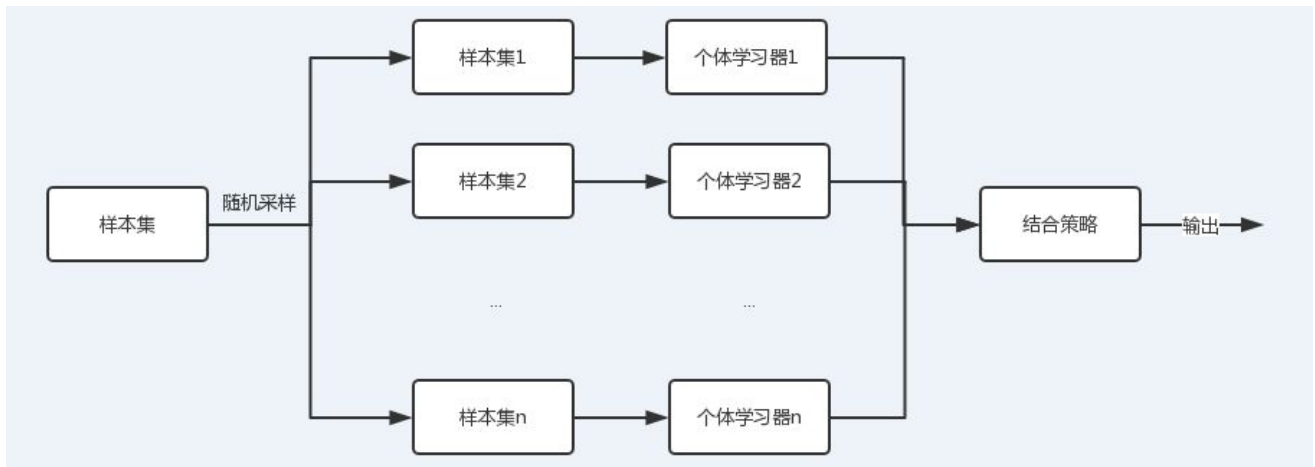 样本集1
个体学习器1
样本集2
个体学习器2
随机采样
样本集
结合策略
输出
...
...
样本集n
个体学习器n